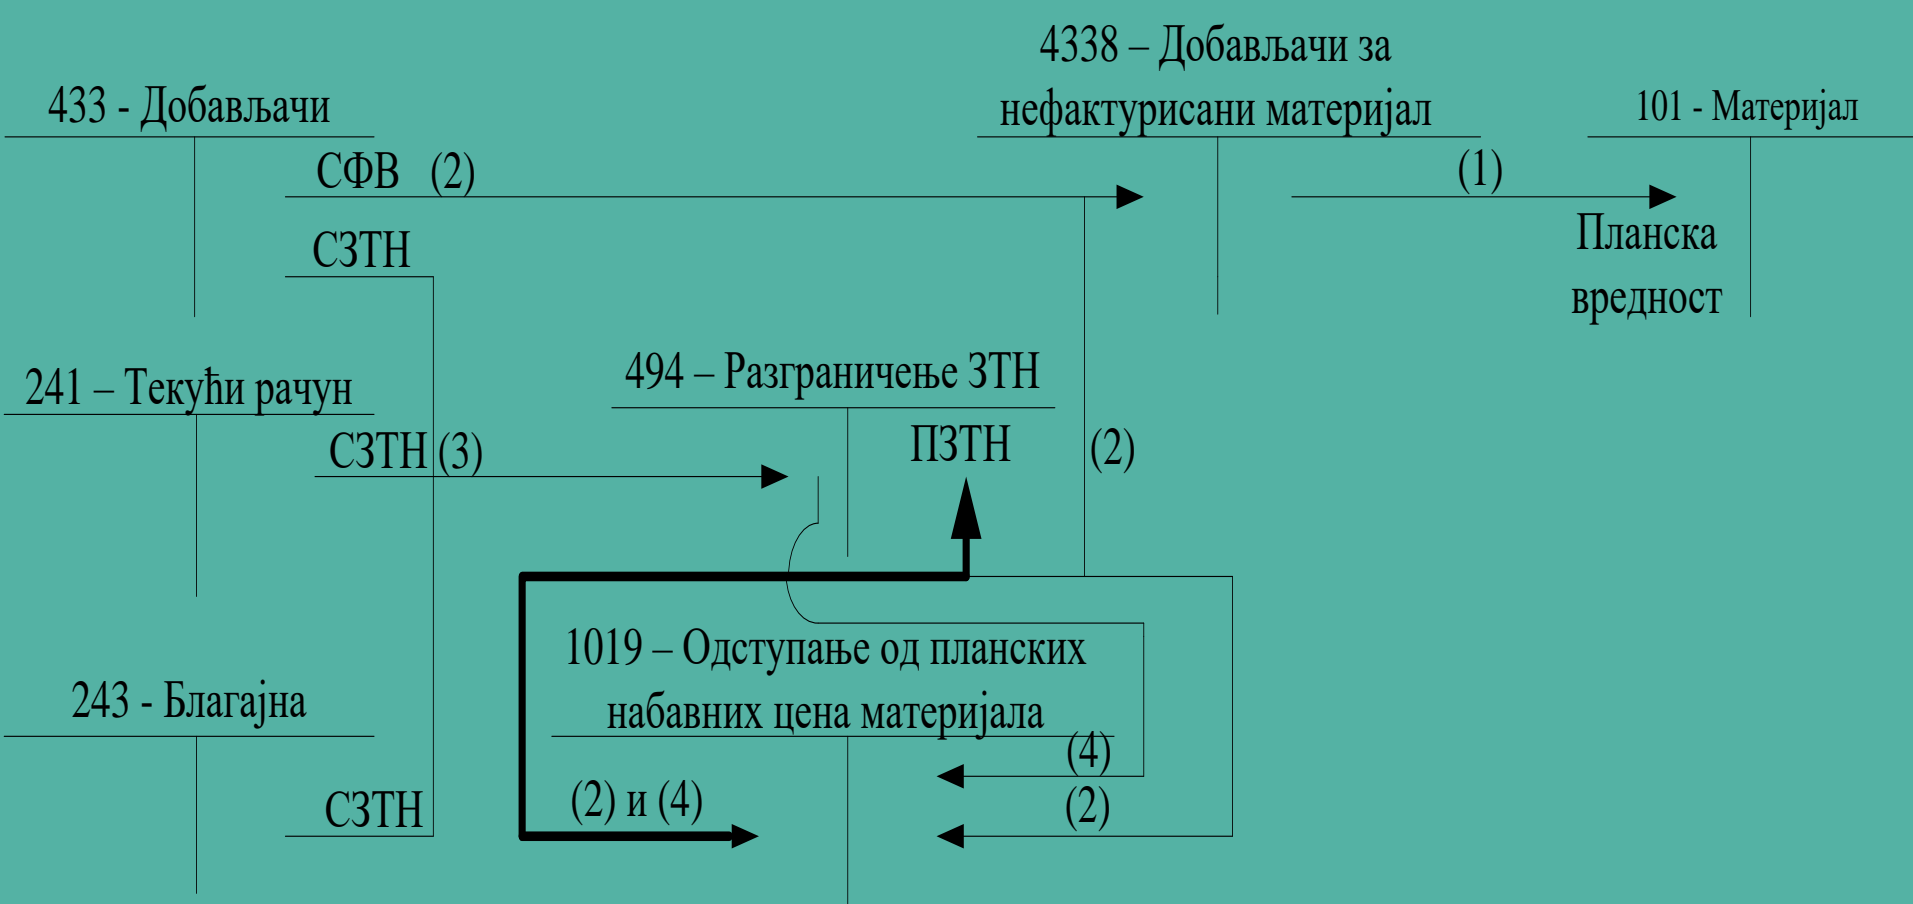 4338 – Добављачи за
нефактурисани материјал
433 - Добављачи
101 - Материјал
СФВ (2)
(1)
СЗТН
Планска
вредност
241 – Текући рачун
494 – Разграничење ЗТН
СЗТН (3)
ПЗТН
(2)
1019 – Одступање од планских
набавних цена материјала
243 - Благајна
(4)
(2) и (4)
(2)
СЗТН